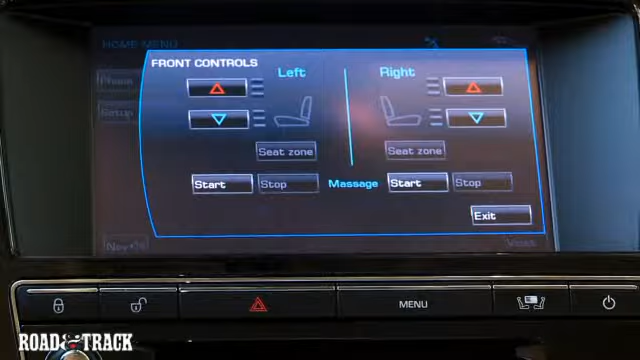 HOME MENU
FRONT CONTROLS
Left Right
Phone
Setup
Seat zone Seat zone
Start Stop Massage Start Stop
Exit
MENU
ROAD & TRACK